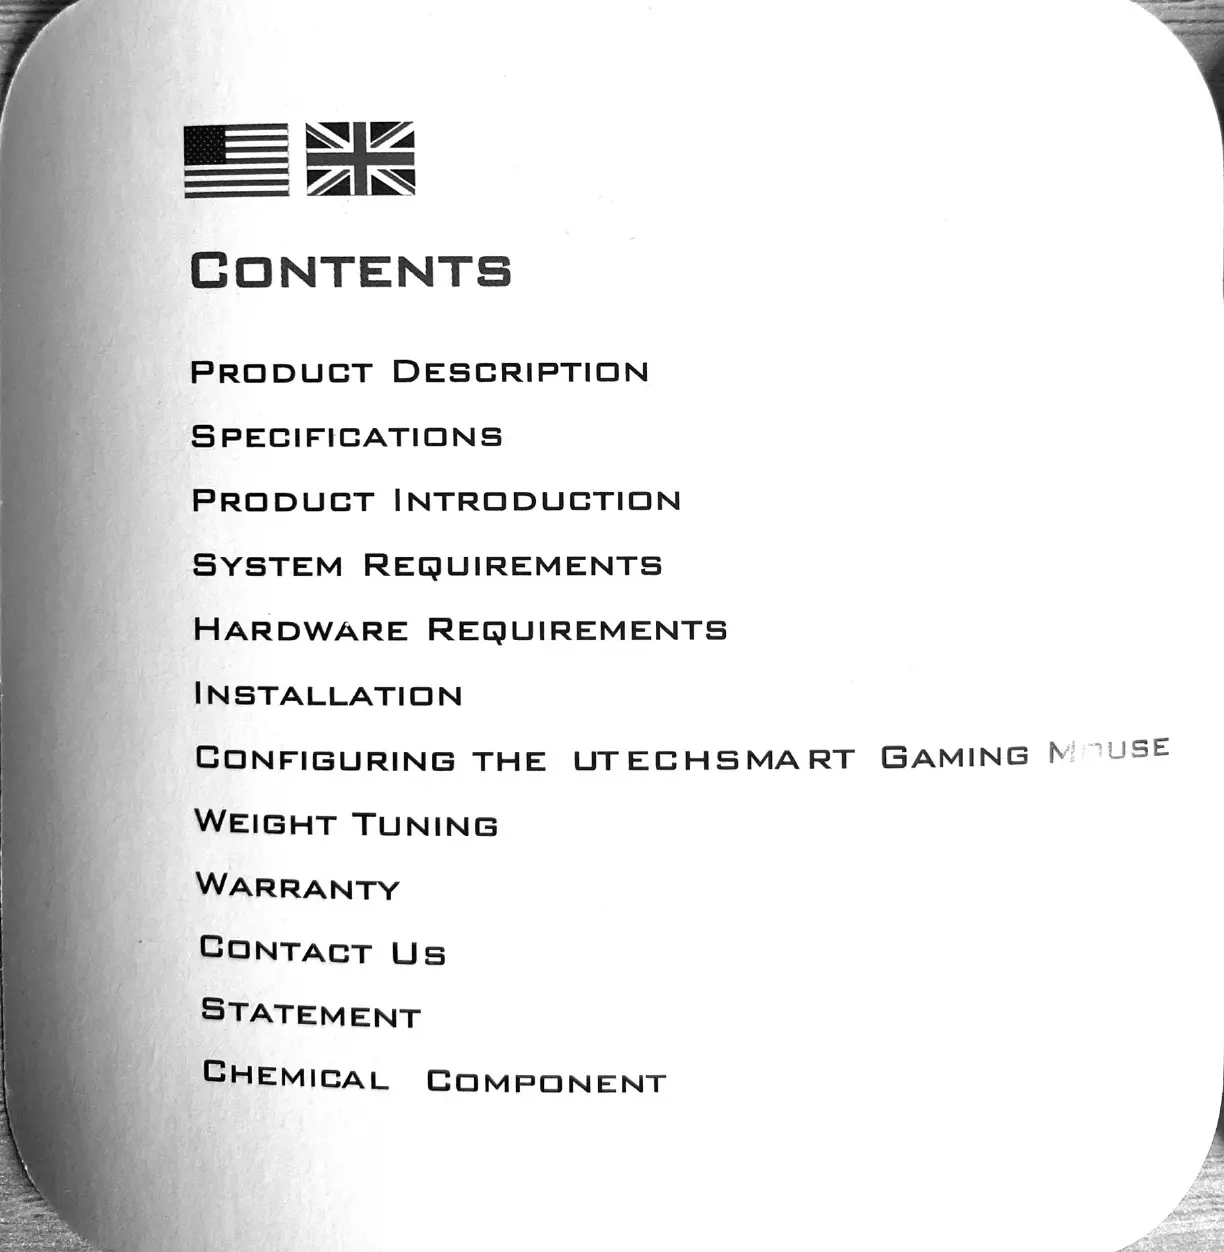 CONTENTS
PRODUCT DESCRIPTION
SPECIFICATIONS
PRODUCT INTRODUCTION
SYSTEM REQUIREMENTS
HARDWARE REQUIREMENTS
INSTALLATION
CONFIGURING THE UTECHSMART GAMING MOUSE
WEIGHT TUNING
WARRANTY
CONTACT US
STATEMENT
CHEMICAL COMPONENT